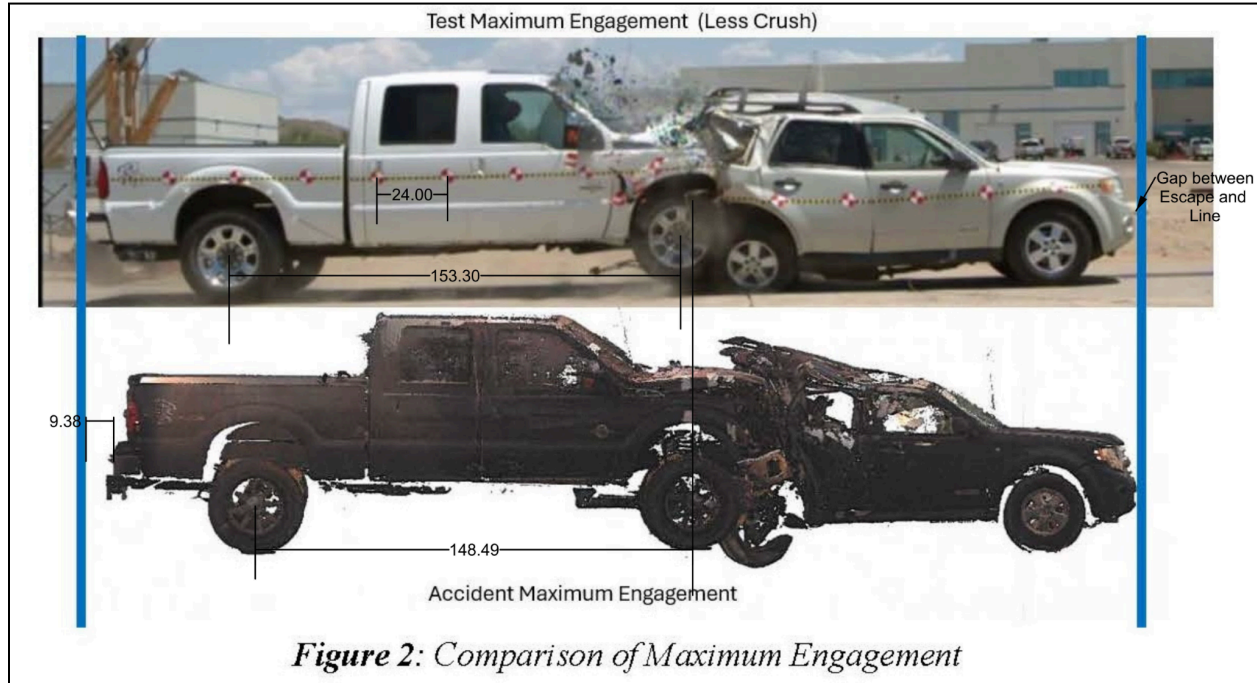 Test Maximum Engagement (Less Crush)
24.00
Gap between
Escape and
Line
153.30
9.38
148.49
Accident Maximum Engagement
Figure 2: Comparison of Maximum Engagement